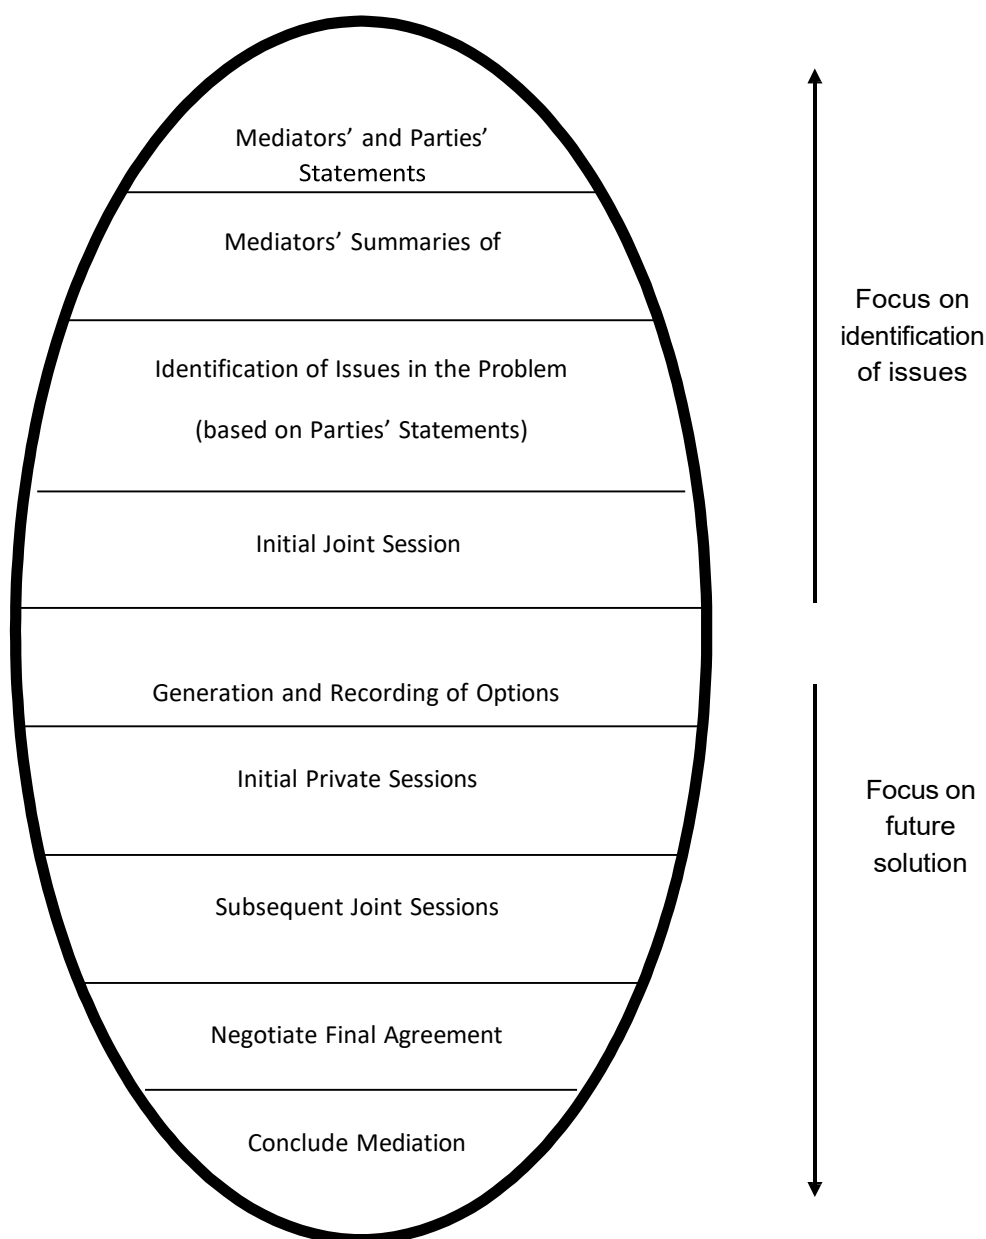 Mediators’ and Parties’
Statements
Mediators’ Summaries of
Identification of Issues in the Problem
(based on Parties’ Statements)
Initial Joint Session
Generation and Recording of Options
Initial Private Sessions
Subsequent Joint Sessions
Negotiate Final Agreement
Conclude Mediation
Focus on
identification
of issues
Focus on
future
solution